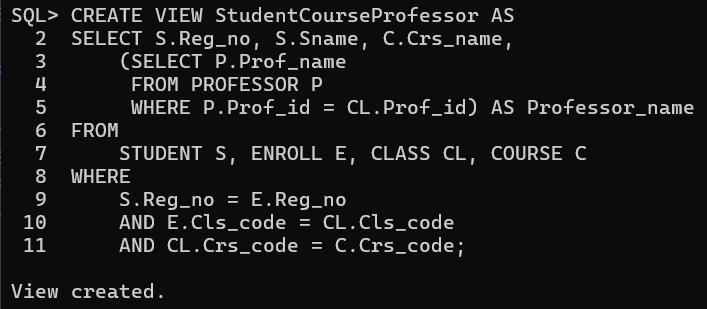 SQL> CREATE VIEW StudentCourseProfessor AS
  2  SELECT S.Reg_no, S.Sname, C.Crs_name,
  3      (SELECT P.Prof_name
  4       FROM PROFESSOR P
  5       WHERE P.Prof_id = CL.Prof_id) AS Professor_name
  6  FROM
  7      STUDENT S, ENROLL E, CLASS CL, COURSE C
  8  WHERE
  9      S.Reg_no = E.Reg_no
 10      AND E.Cls_code = CL.Cls_code
 11      AND CL.Crs_code = C.Crs_code;

View created.